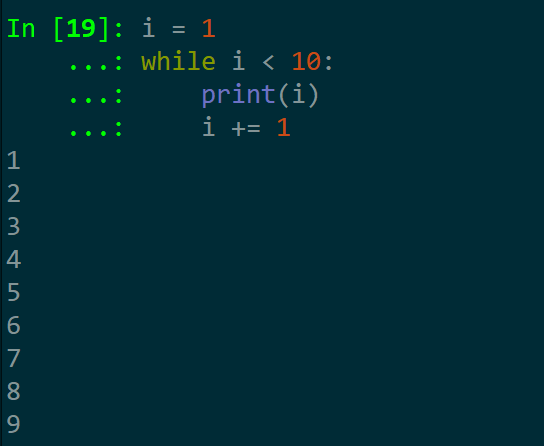 In [19]: i = 1
    ...: while i < 10:
    ...:     print(i)
    ...:     i += 1
1
2
3
4
5
6
7
8
9